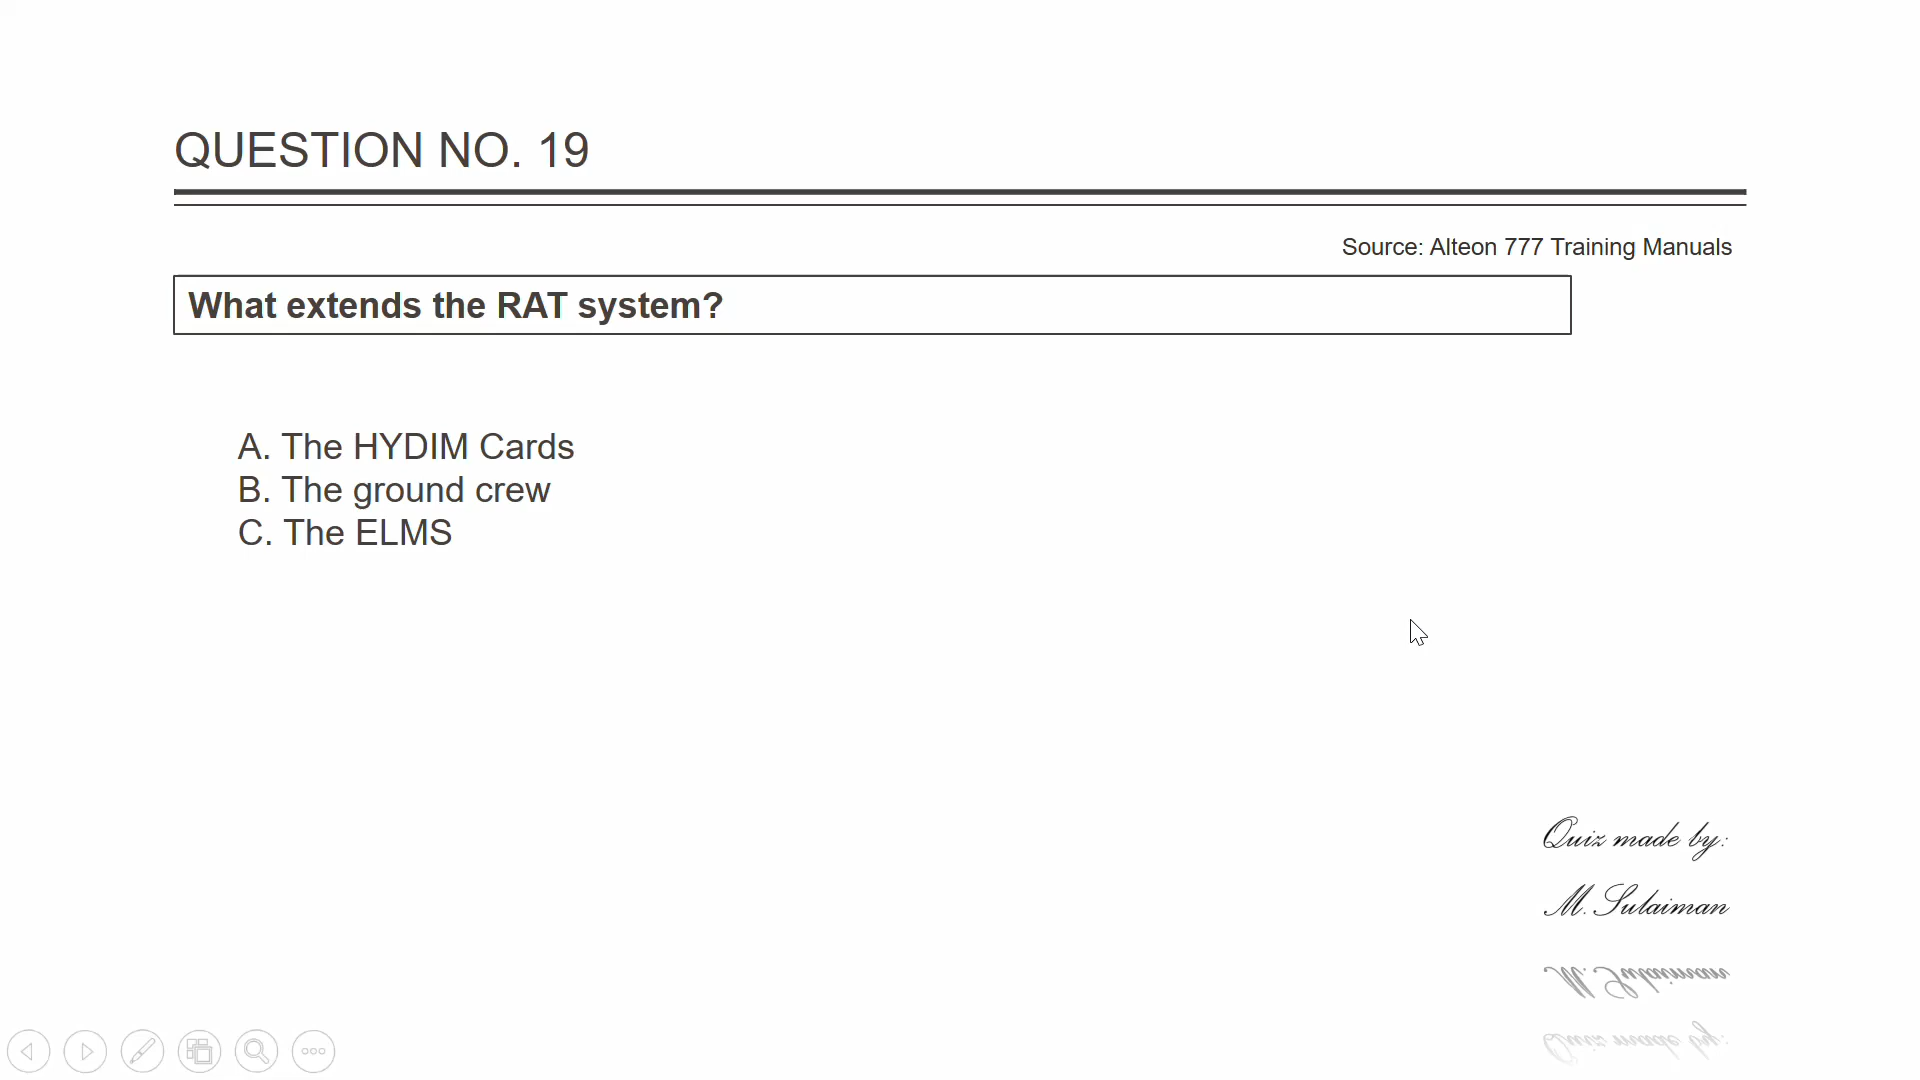 QUESTION NO. 19
Source: Alteon 777 Training Manuals
What extends the RAT system?
A. The HYDIM Cards
B. The ground crew
C. The ELMS
Quiz made by:
M. Sulaiman